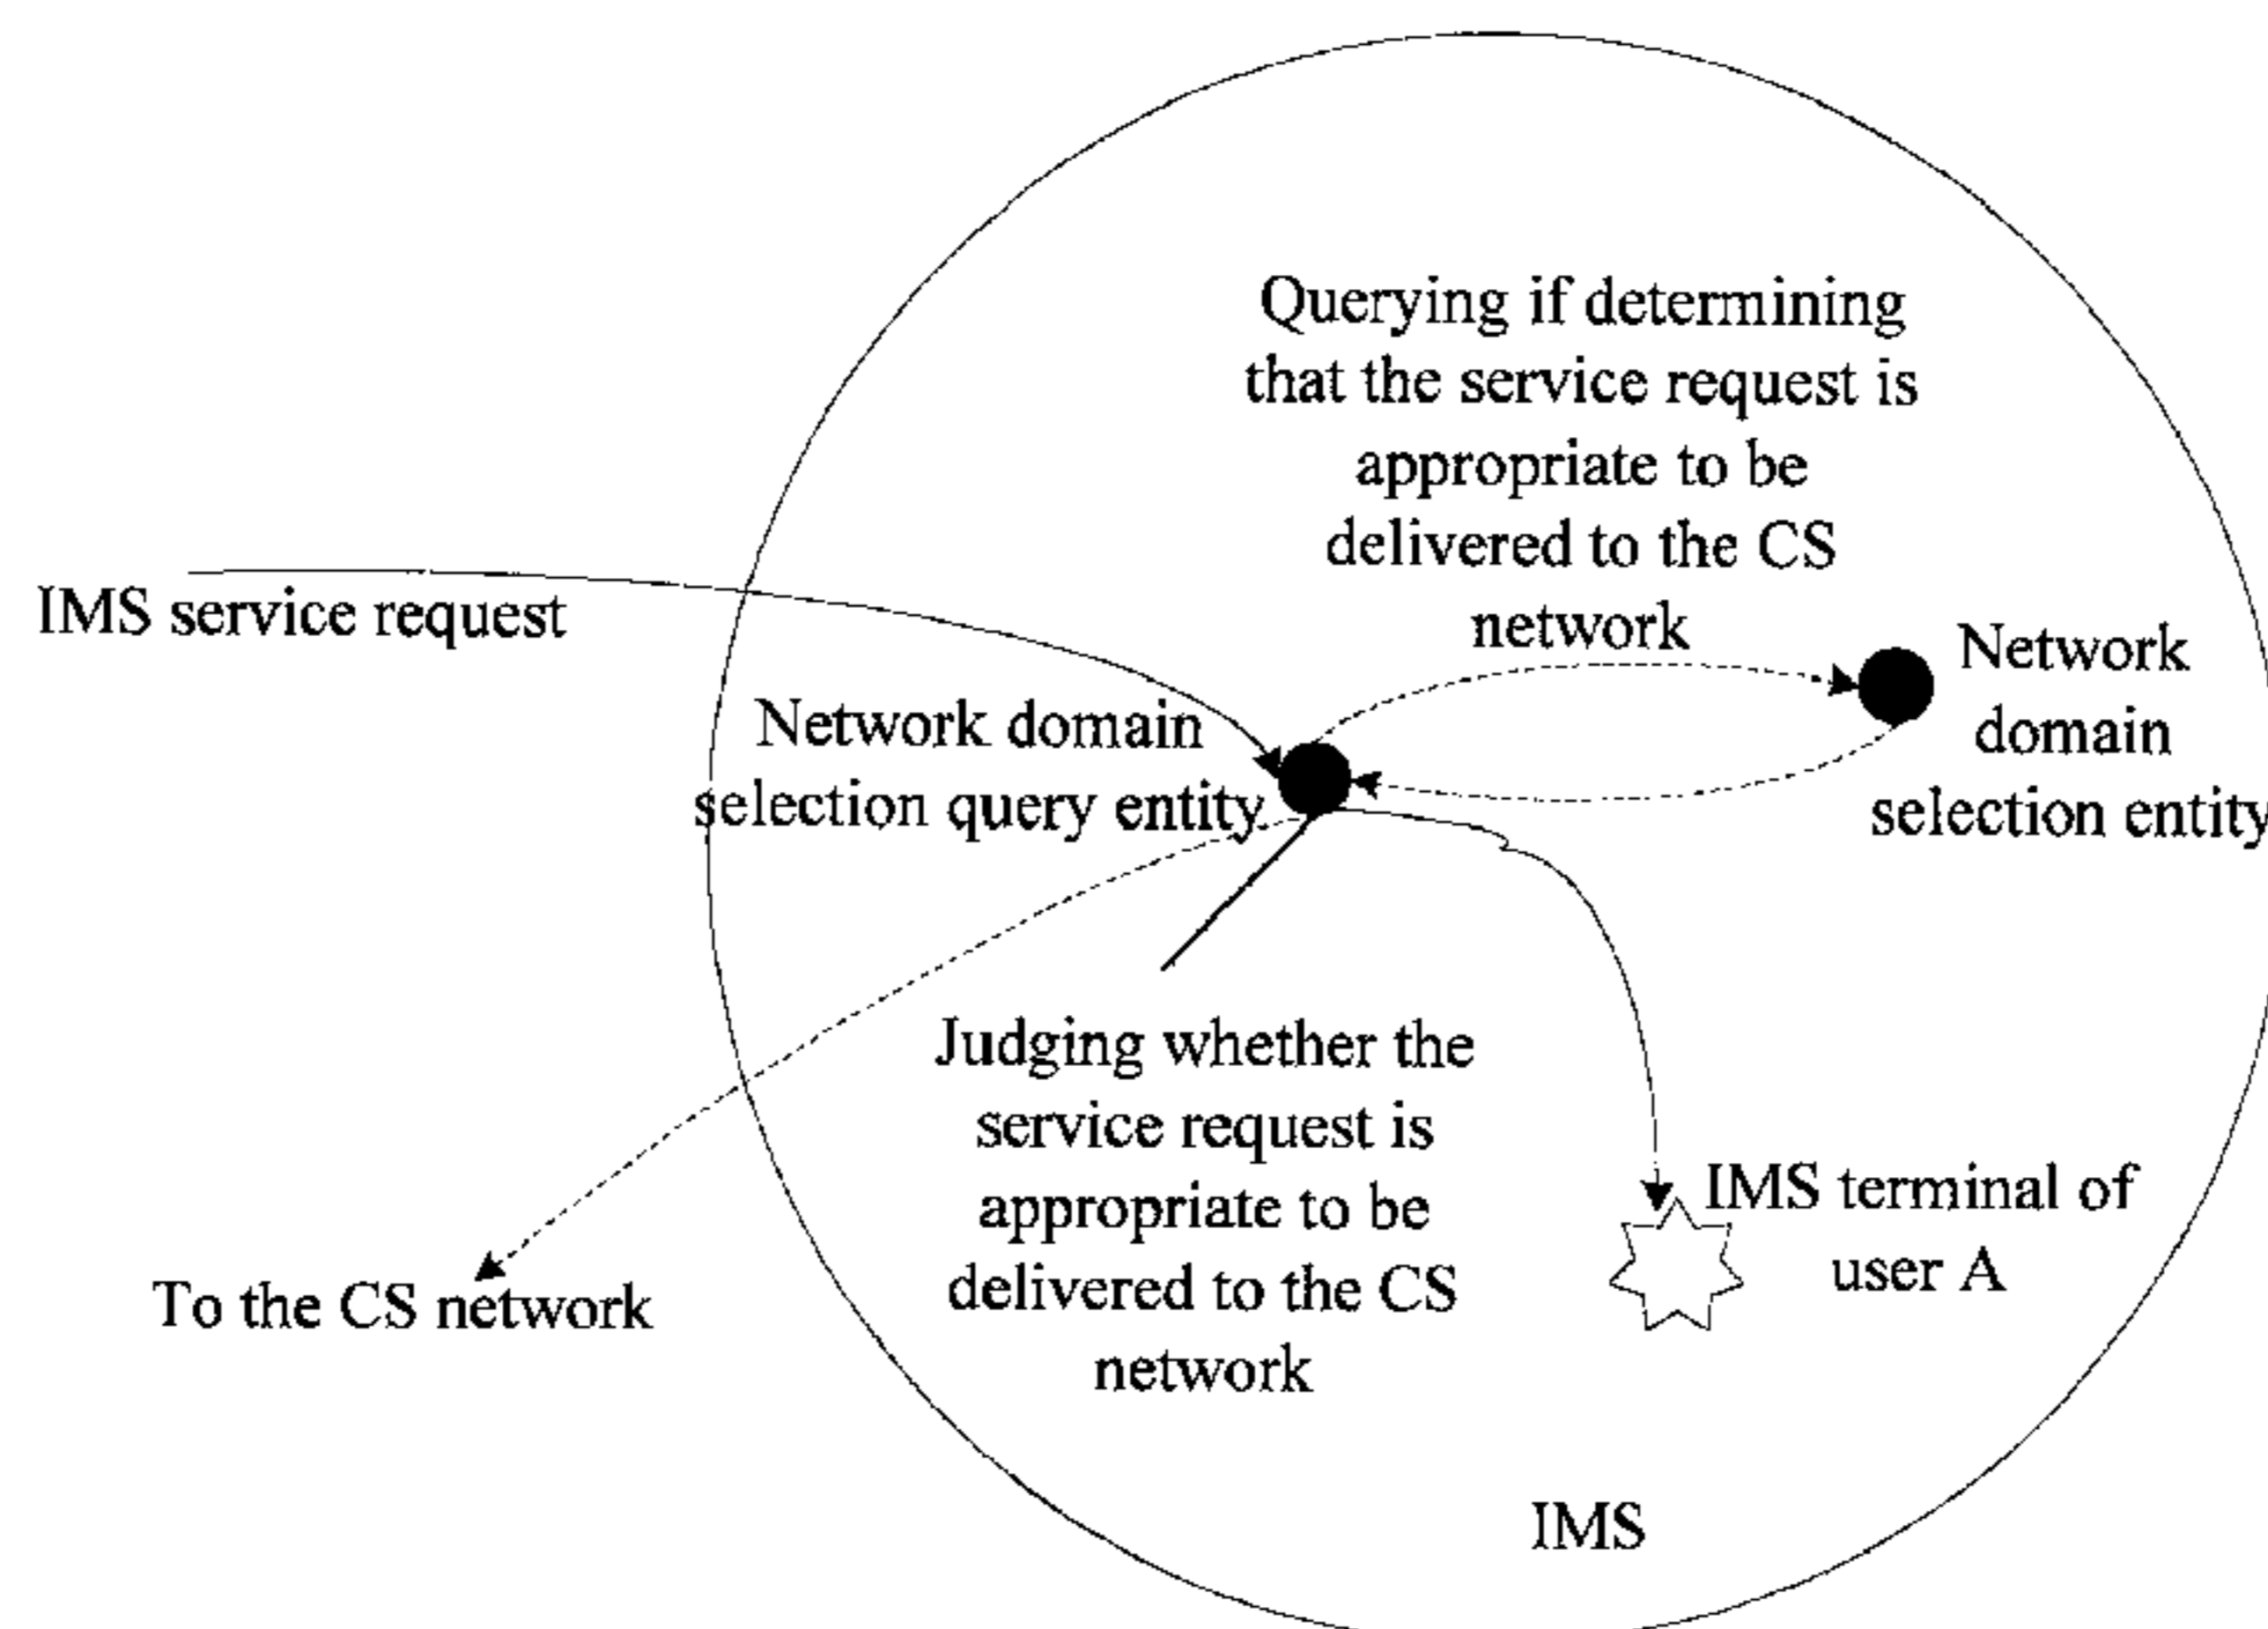 Querying if determining
that the service request is
appropriate to be
delivered to the CS
network
IMS service request
Network
domain
selection entity
Network domain
selection query entity
Judging whether the
service request is
appropriate to be
delivered to the CS
network
IMS terminal of
user A
To the CS network
IMS